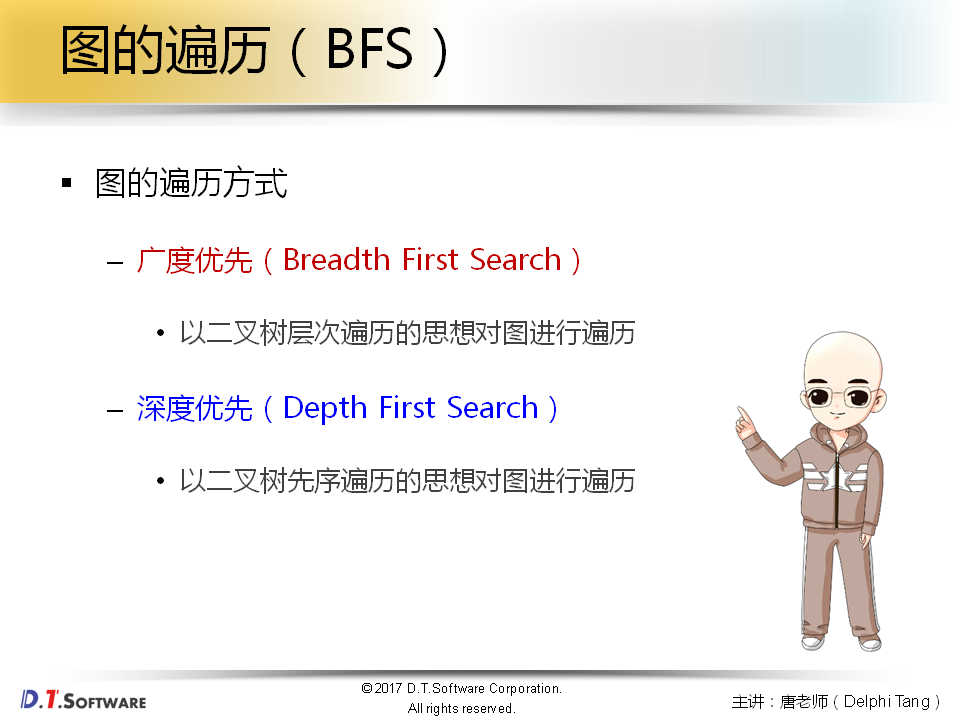 图的遍历（BFS）
▪ 图的遍历方式
– 广度优先（Breadth First Search）
• 以二叉树层次遍历的思想对图进行遍历
– 深度优先（Depth First Search）
• 以二叉树先序遍历的思想对图进行遍历
D.T.SOFTWARE
©2017 D.T.Software Corporation.
All rights reserved.
主讲：唐老师（Delphi Tang）